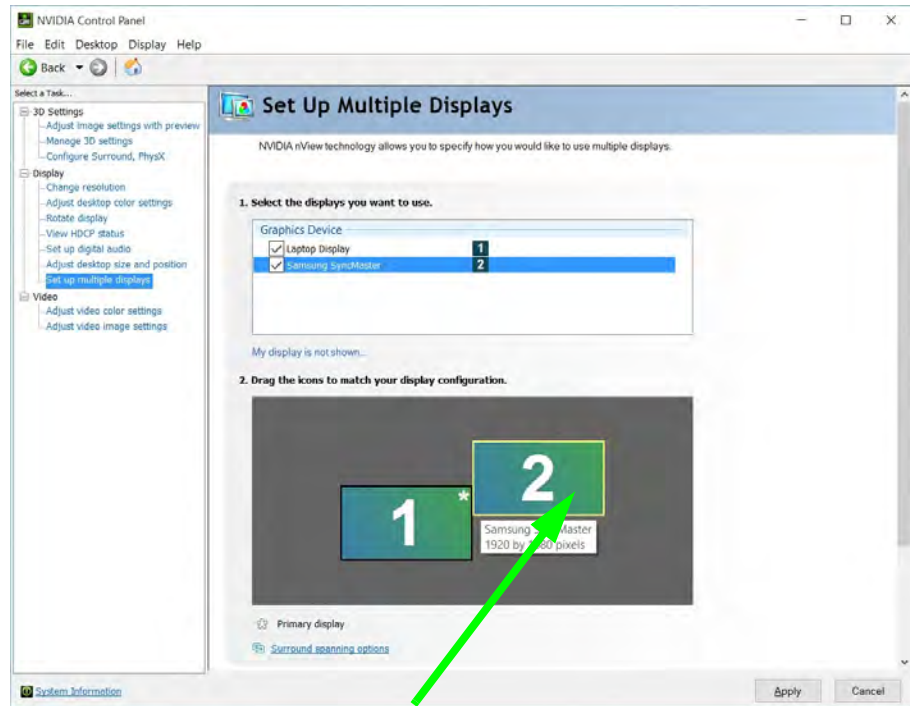 NVIDIA Control Panel
File Edit Desktop Display Help
Back
Select a Task...
3D Settings
Adjust image settings with preview
Manage 3D settings
Configure Surround, PhysX
Display
Change resolution
Adjust desktop color settings
Rotate display
View HDCP status
Set up digital audio
Adjust desktop size and position
Set up multiple displays
Video
Adjust video color settings
Adjust video image settings
System Information
Set Up Multiple Displays
NVIDIA nView technology allows you to specify how you would like to use multiple displays.
1. Select the displays you want to use.
Graphics Device
Laptop Display 1
Samsung SyncMaster 2
My display is not shown...
2. Drag the icons to match your display configuration.
2
1 *
Samsung Master
1920 by 80 pixels
Primary display
Surround spanning options
Apply Cancel